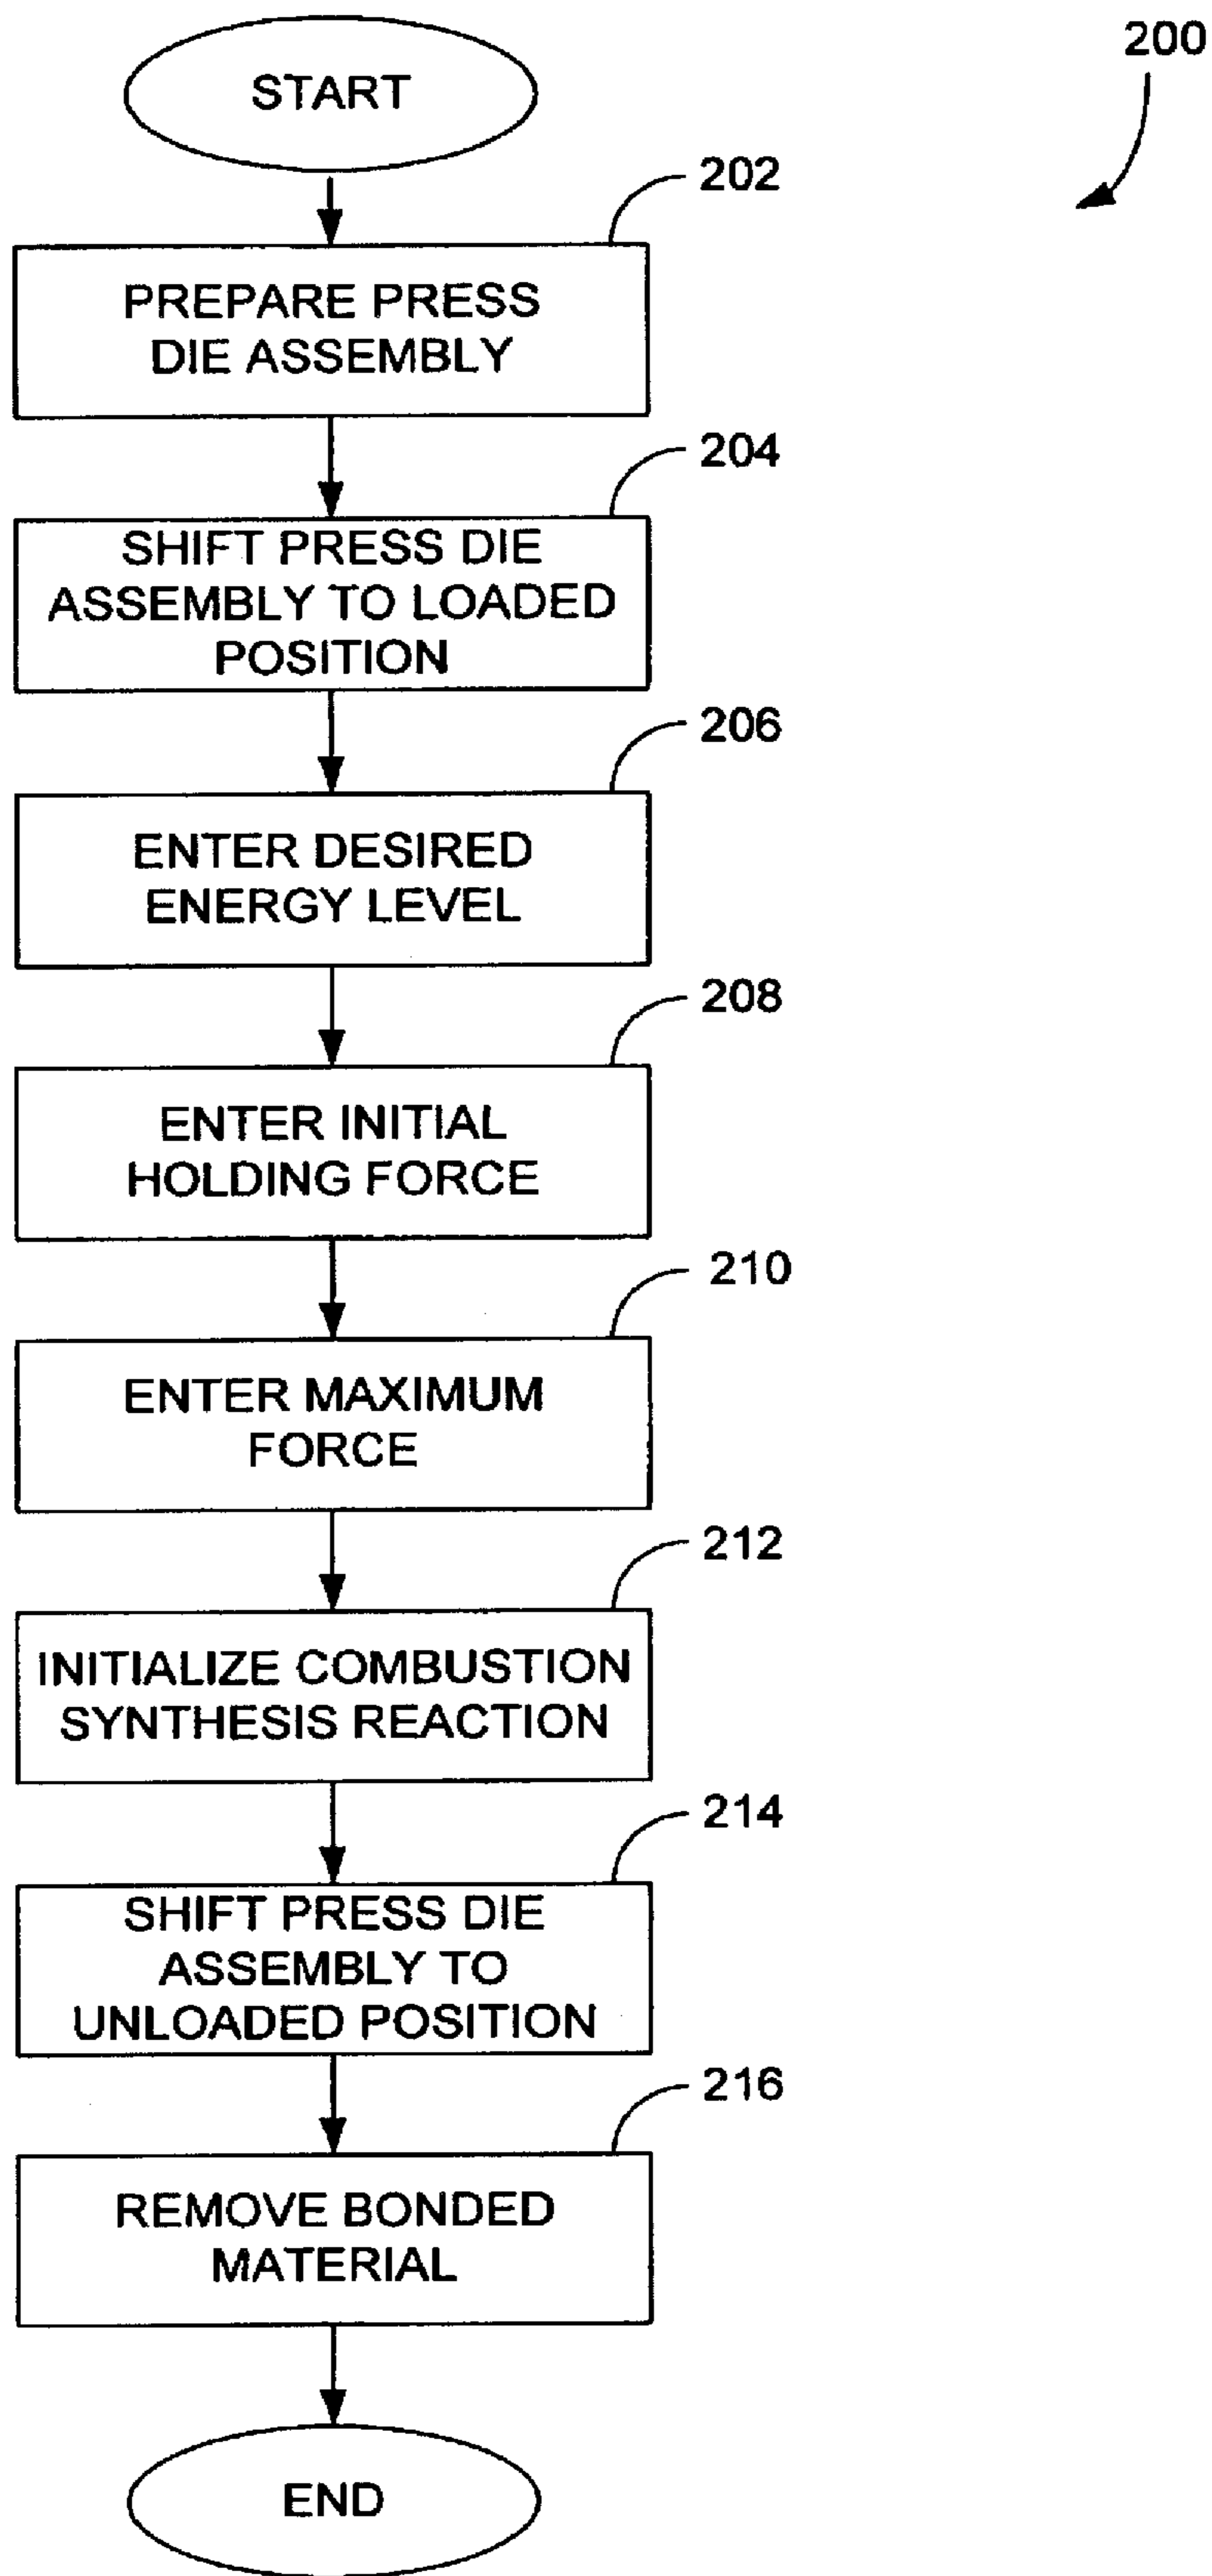 200
START
202
PREPARE PRESS
DIE ASSEMBLY
204
SHIFT PRESS DIE
ASSEMBLY TO LOADED
POSITION
206
ENTER DESIRED
ENERGY LEVEL
208
ENTER INITIAL
HOLDING FORCE
210
ENTER MAXIMUM
FORCE
212
INITIALIZE COMBUSTION
SYNTHESIS REACTION
214
SHIFT PRESS DIE
ASSEMBLY TO
UNLOADED POSITION
216
REMOVE BONDED
MATERIAL
END